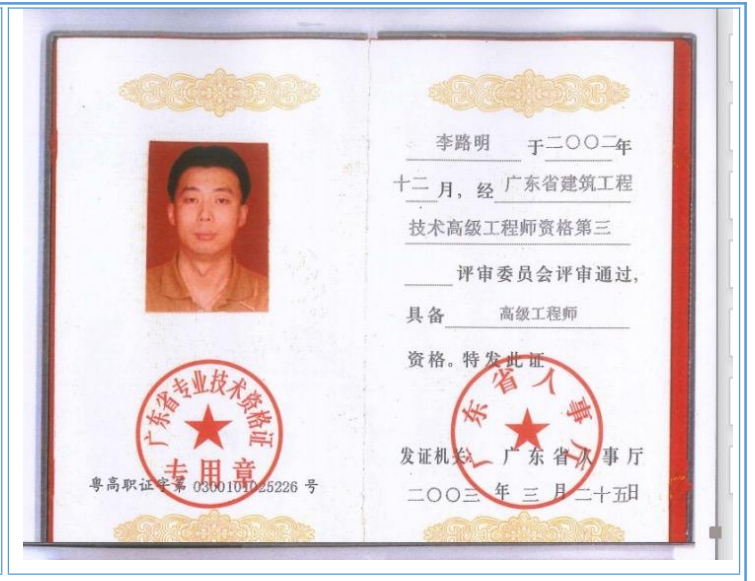 广东省专业技术资格证
专用章
粤高职证字第 0300101025226 号
李路明 于二〇〇二年
十二月，经广东省建筑工程
技术高级工程师资格第三
评审委员会评审通过，
具备 高级工程师
资格。特发此证
广东省人事厅
发证机关 广东省人事厅
二〇〇三年三月二十五日